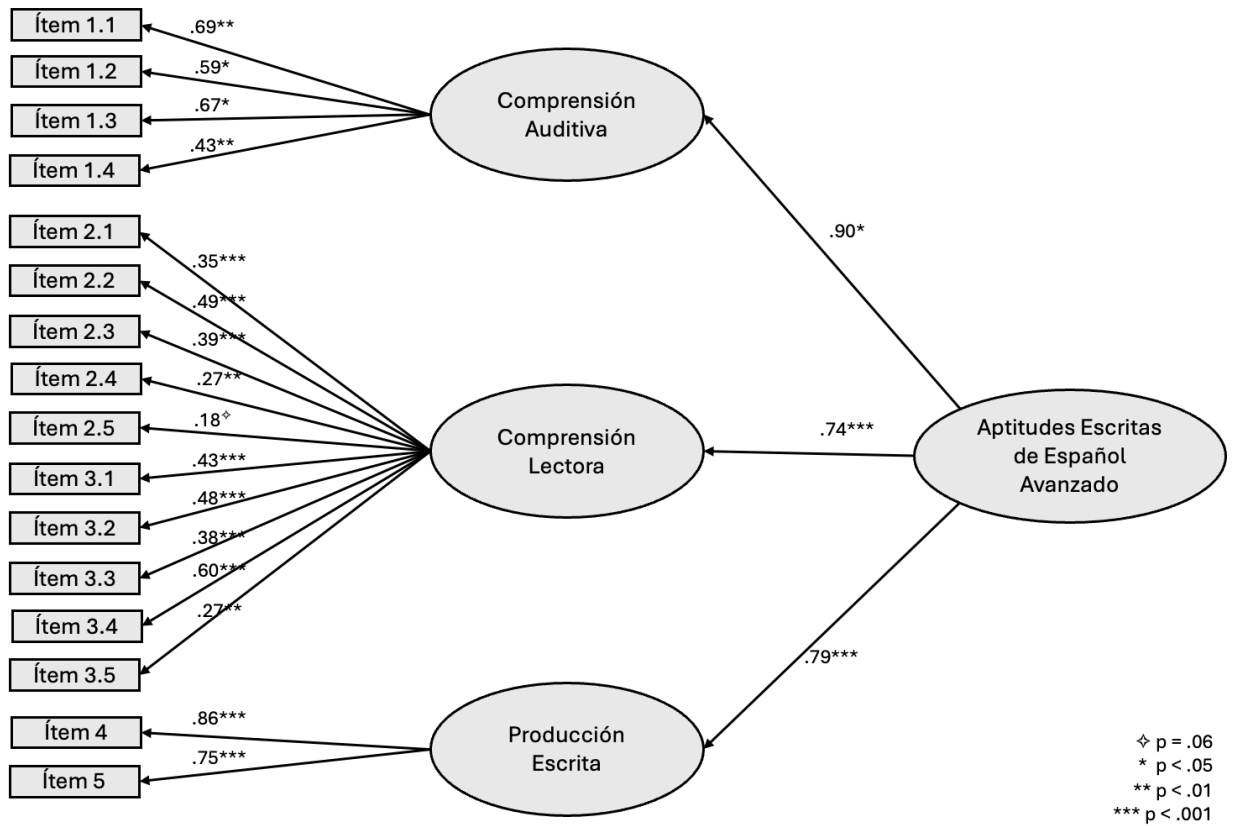 Ítem 1.1
.69**
Ítem 1.2
.59*
Ítem 1.3
.67*
Ítem 1.4
.43**
Comprensión
Auditiva
.90*
Ítem 2.1
.35***
Ítem 2.2
.49***
Ítem 2.3
.39***
Ítem 2.4
.27**
Ítem 2.5
.18✧
Ítem 3.1
.43***
Ítem 3.2
.48***
Ítem 3.3
.38***
Ítem 3.4
.60***
Ítem 3.5
.27**
Comprensión
Lectora
.74***
Aptitudes Escritas
de Español
Avanzado
Ítem 4
.86***
Ítem 5
.75***
Producción
Escrita
.79***
✧ p = .06
* p < .05
** p < .01
*** p < .001